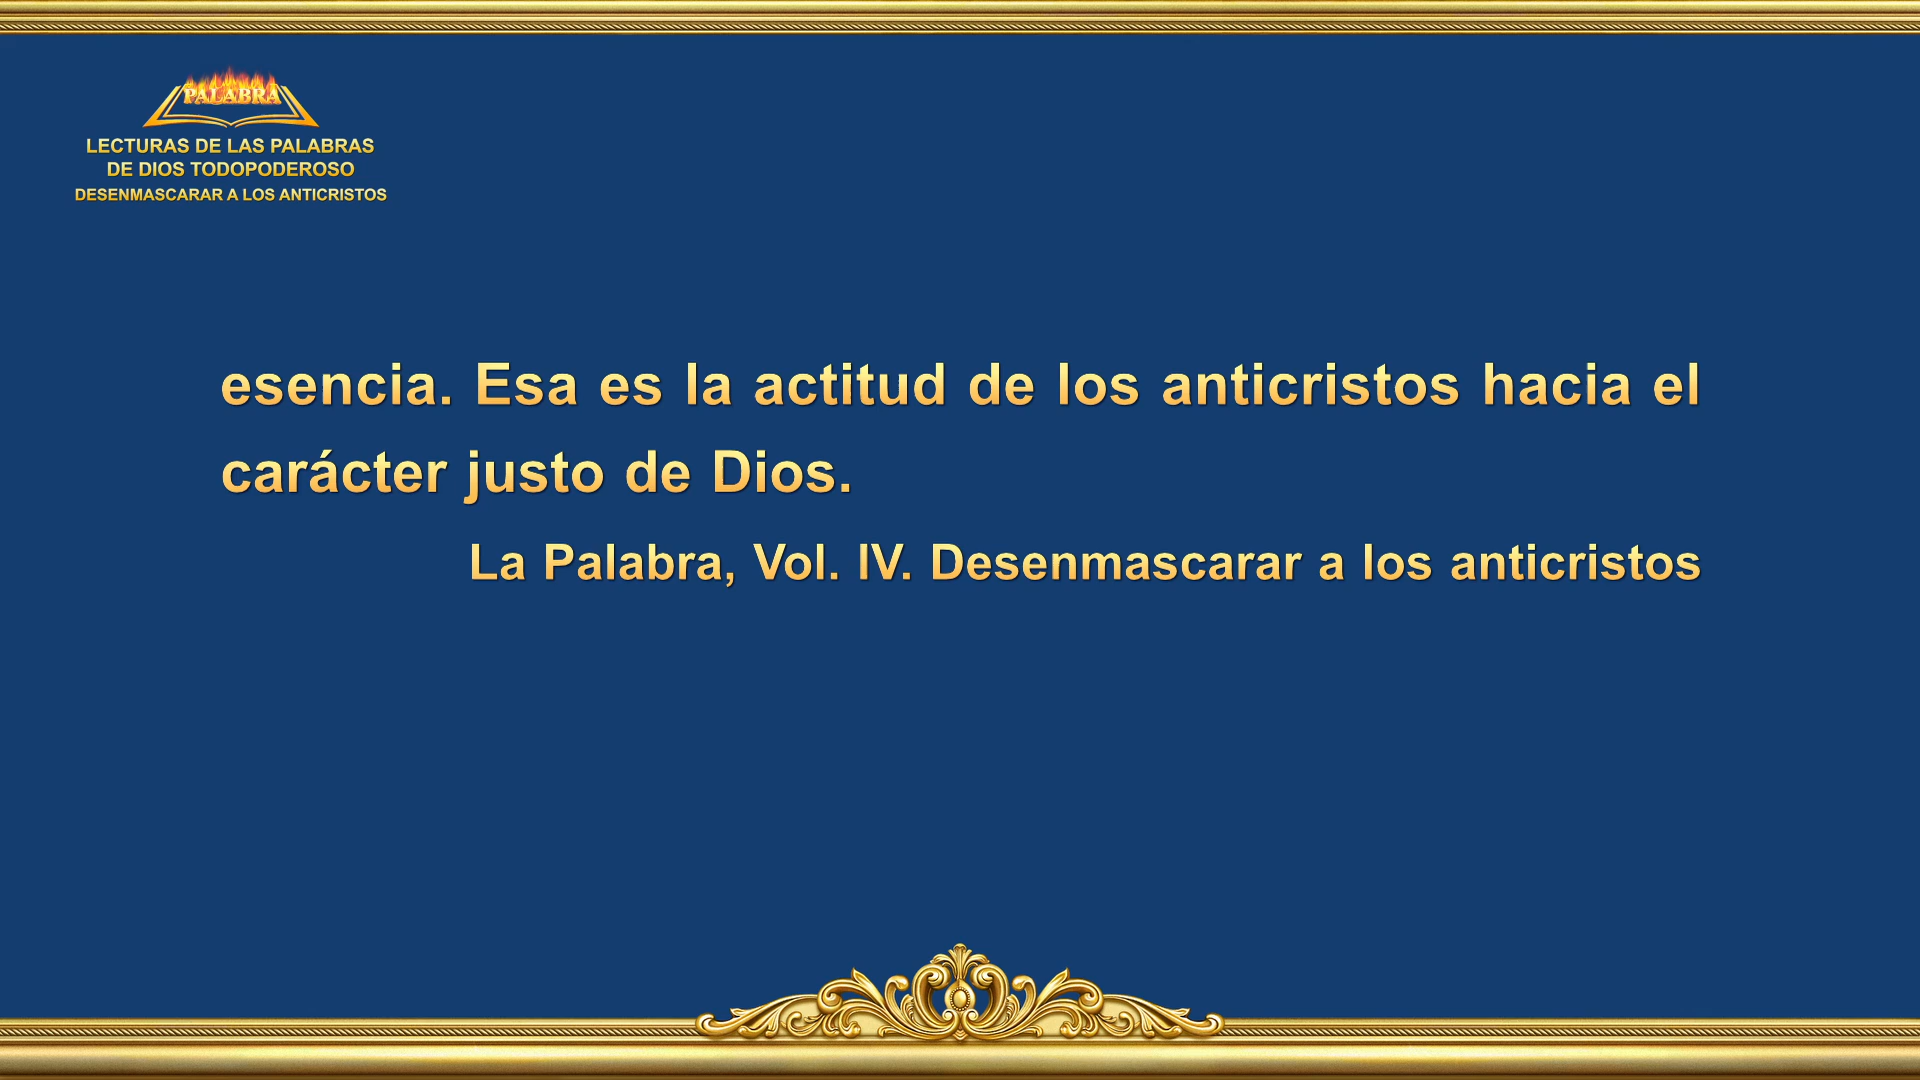 PALABRA
LECTURAS DE LAS PALABRAS
DE DIOS TODOPODEROSO
DESENMASCARAR A LOS ANTICRISTOS
esencia. Esa es la actitud de los anticristos hacia el
carácter justo de Dios.
La Palabra, Vol. IV. Desenmascarar a los anticristos